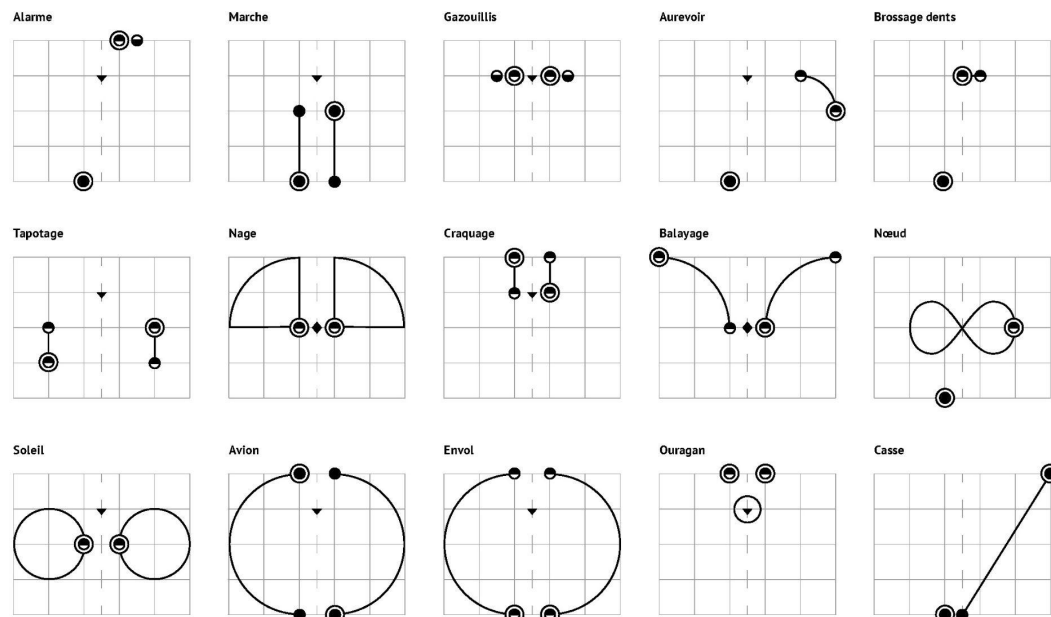 Alarme
Marche
Gazouillis
Aurevoir
Brossage dents
Tapotage
Nage
Craquage
Balayage
Nœud
Soleil
Avion
Envol
Ouragan
Casse